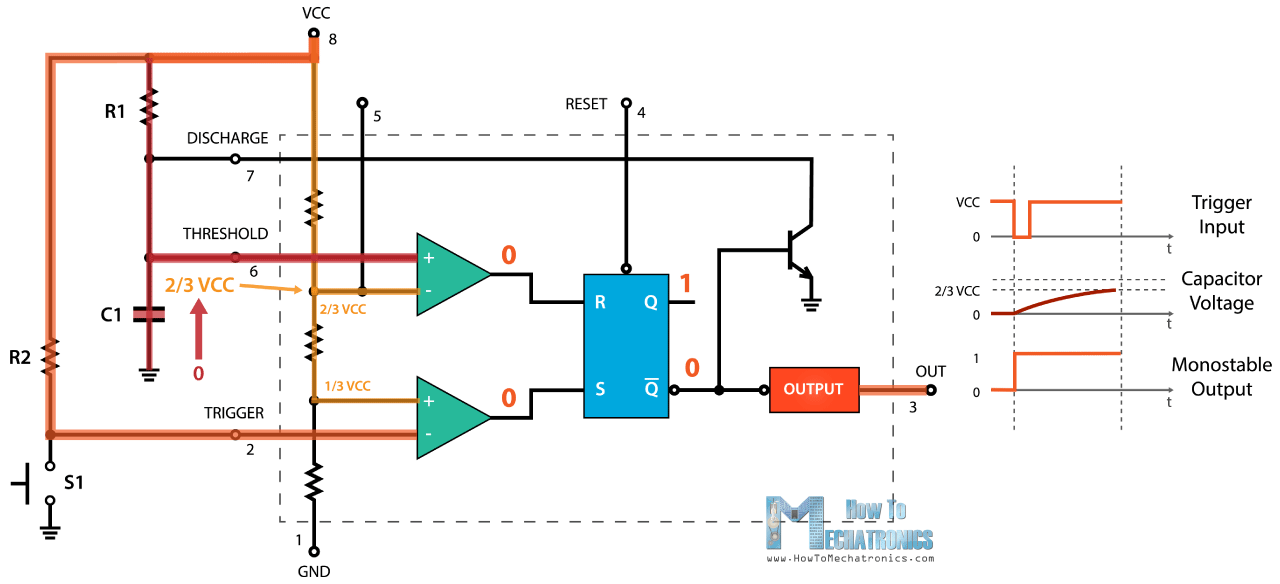 VCC
8
R1
5
RESET
4
DISCHARGE
7
THRESHOLD
6
2/3 VCC
2/3 VCC
C1
0
R2
1/3 VCC
TRIGGER
2
S1
1
GND
+
-
0
+
-
0
R
Q
S
Q̅
1
0
OUTPUT
OUT
3
VCC
0
t
Trigger
Input
2/3 VCC
0
t
Capacitor
Voltage
1
0
t
Monostable
Output
How To
MECHATRONICS
www.HowToMechatronics.com